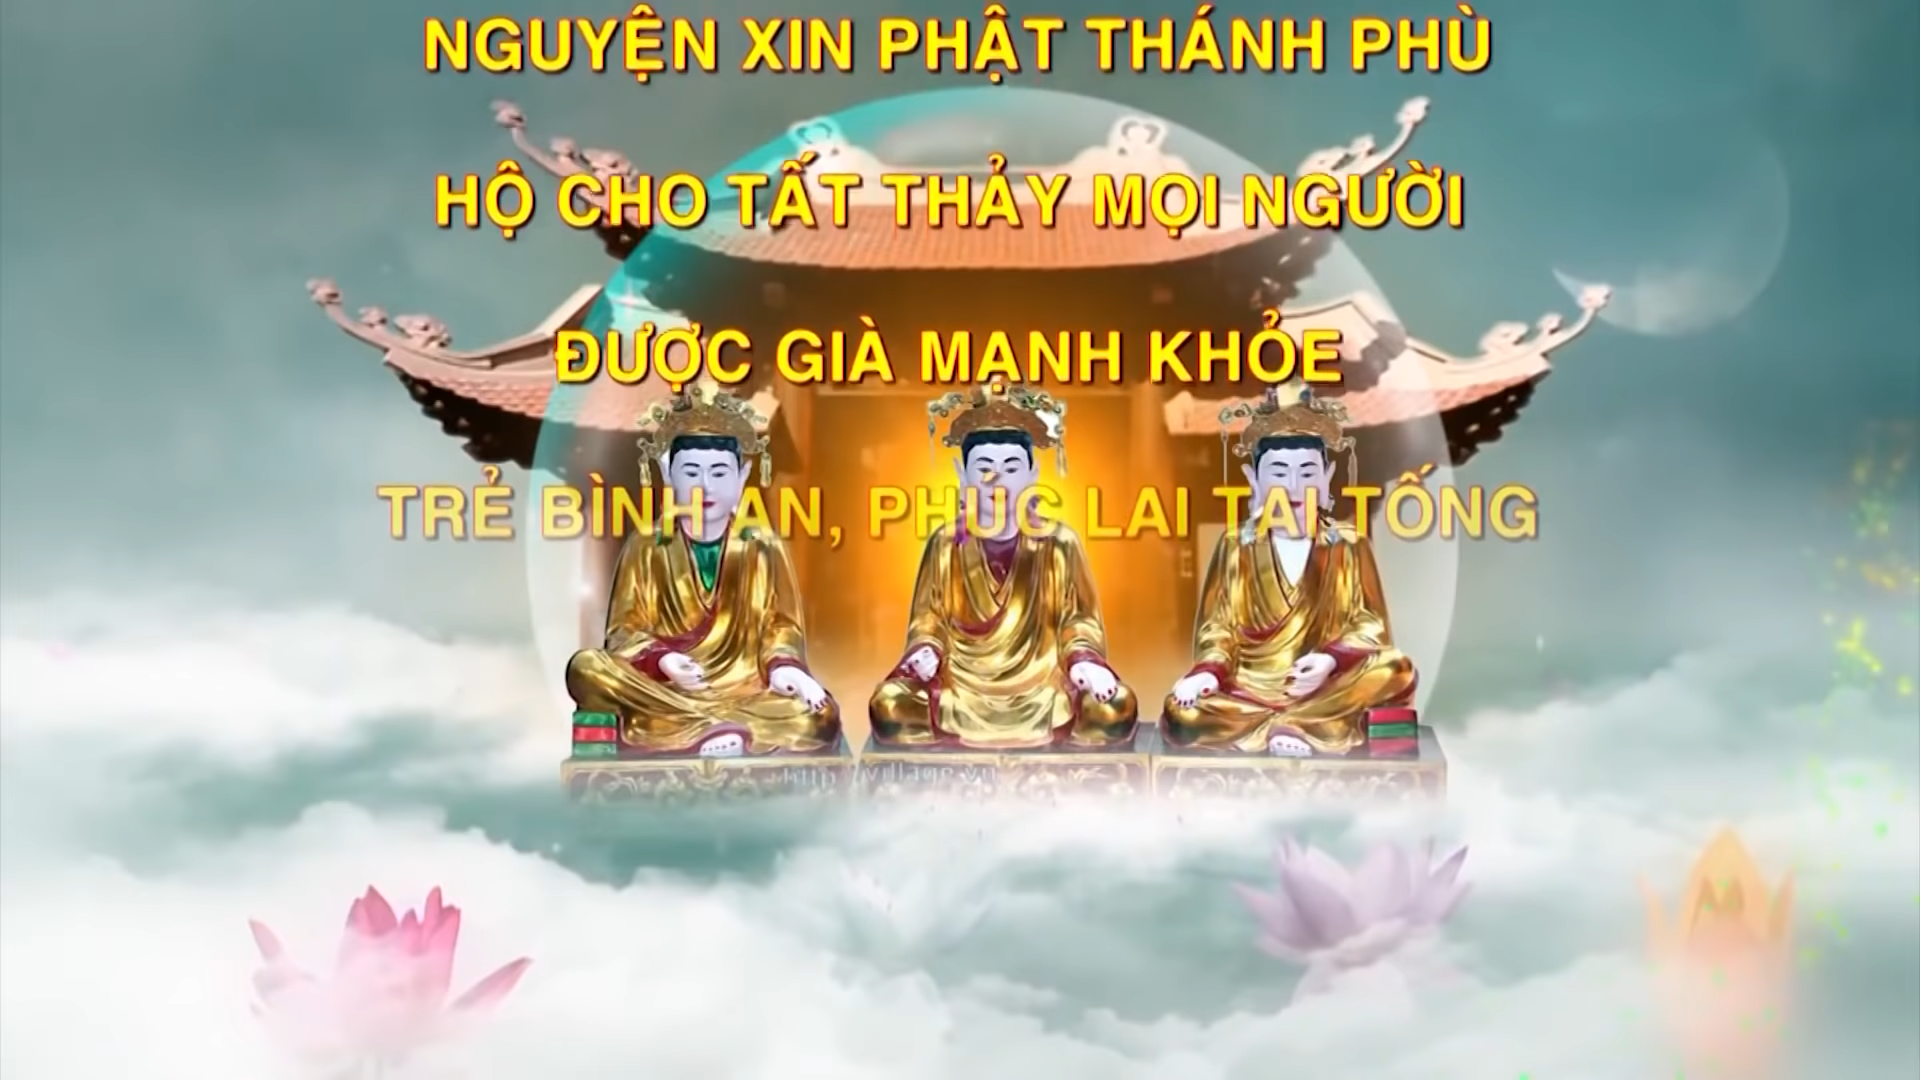 NGUYỆN XIN PHẬT THÁNH PHÙ
HỘ CHO TẤT THẢY MỌI NGƯỜI
ĐƯỢC GIÀ MẠNH KHỎE
TRẺ BÌNH AN, PHÚC LAI TAI TỐNG